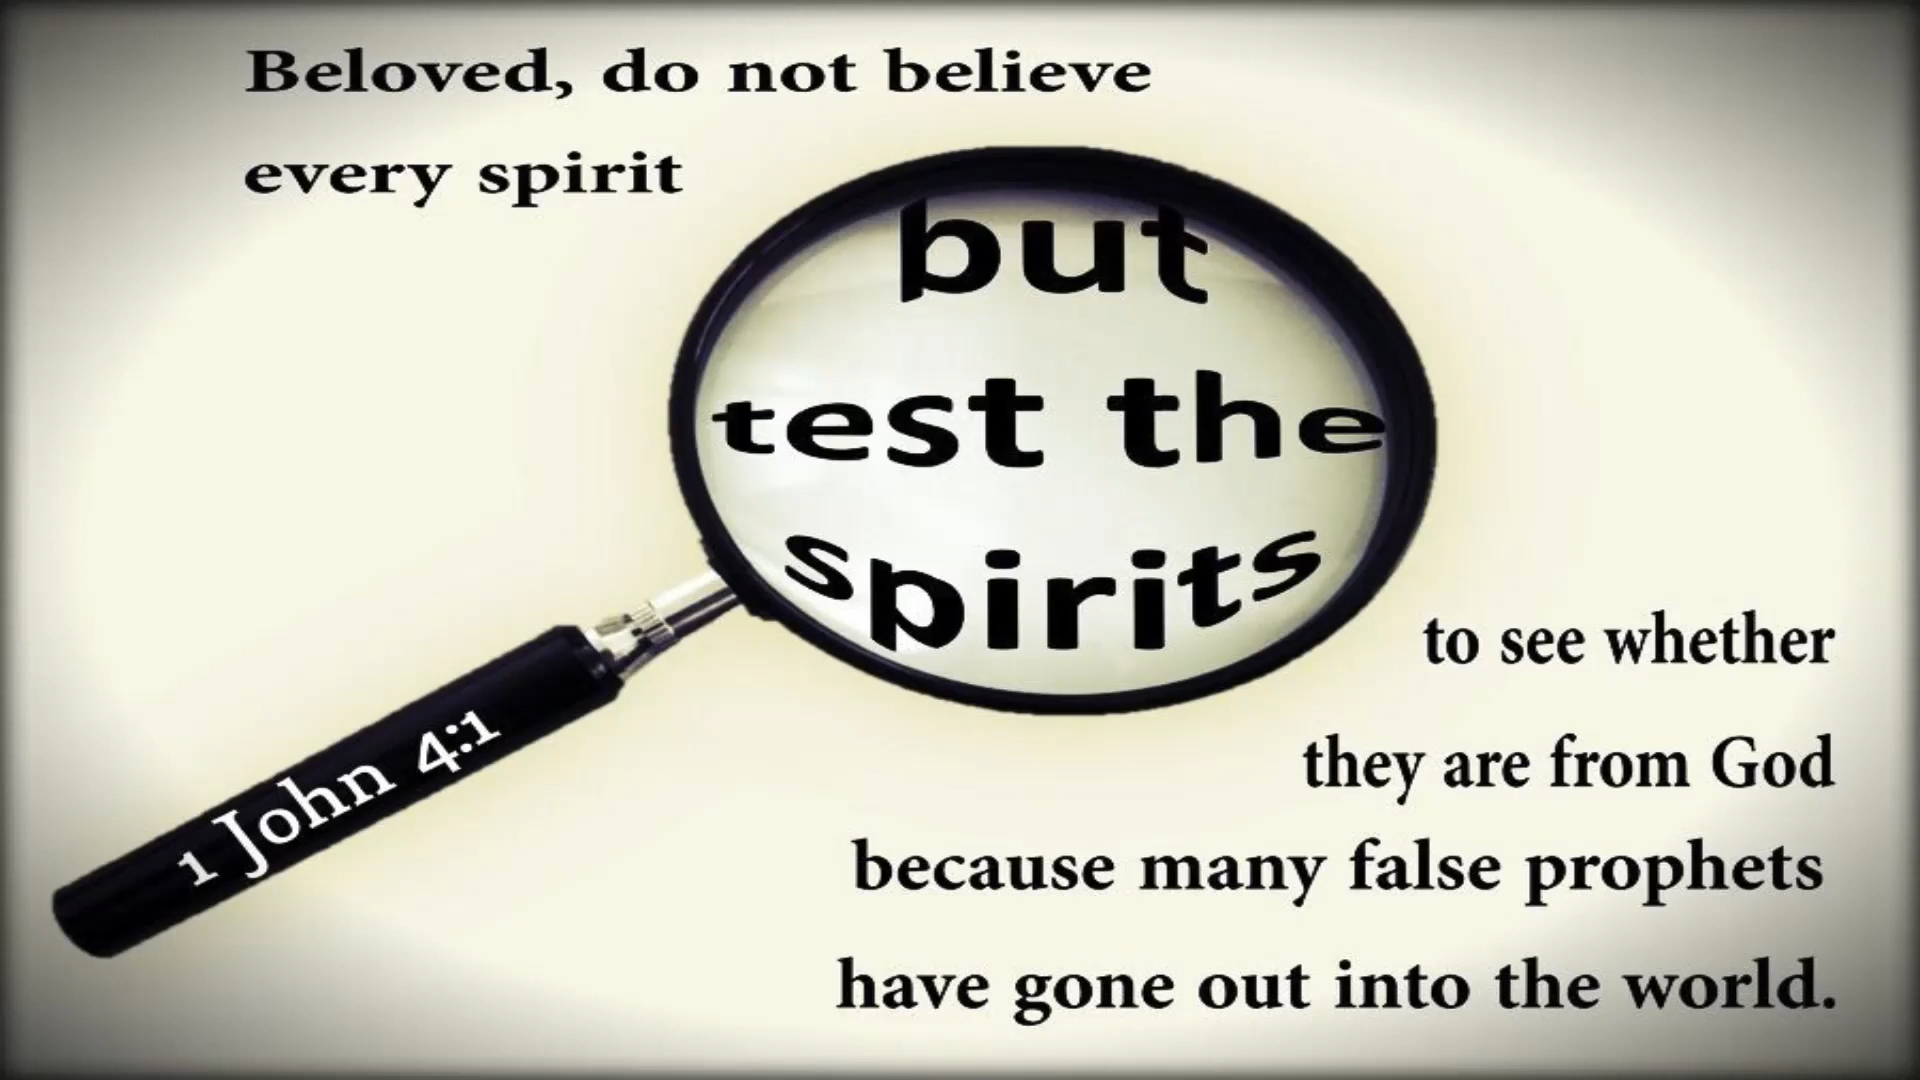 Beloved, do not believe
every spirit
but
test the
spirits
to see whether
they are from God
because many false prophets
have gone out into the world.
1 John 4:1